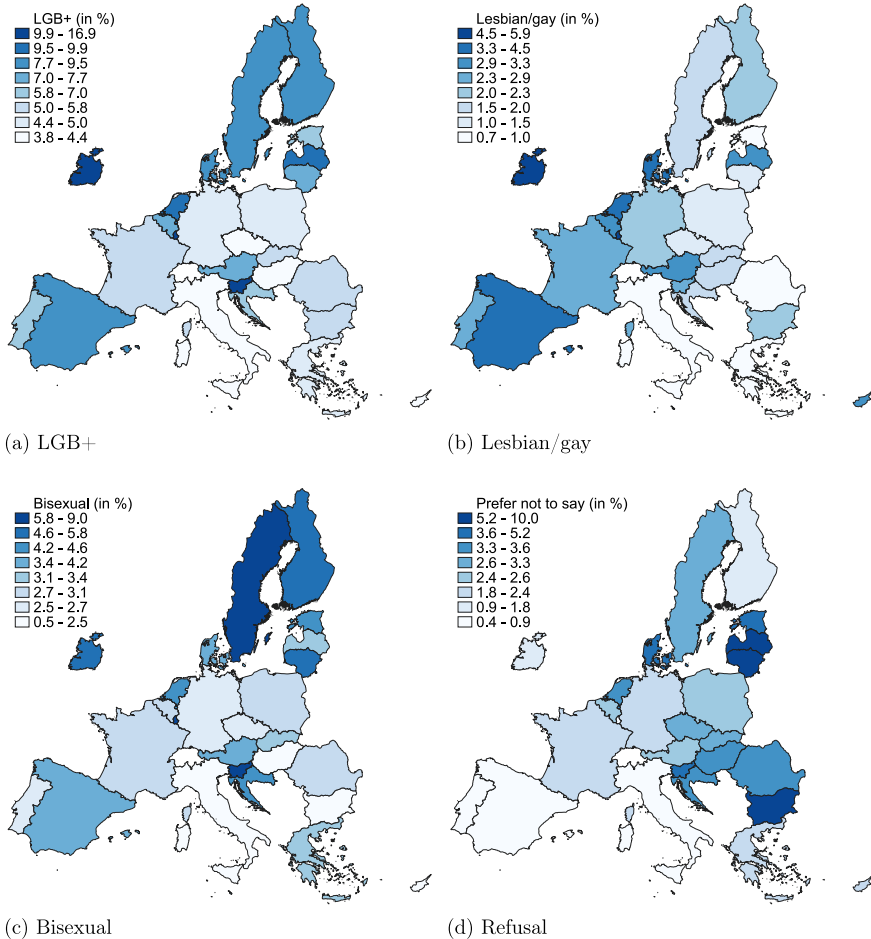 LGB+ (in %)
9.9 - 16.9
9.5 - 9.9
7.7 - 9.5
7.0 - 7.7
5.8 - 7.0
5.0 - 5.8
4.4 - 5.0
3.8 - 4.4
(a) LGB+
Lesbian/gay (in %)
4.5 - 5.9
3.3 - 4.5
2.9 - 3.3
2.3 - 2.9
2.0 - 2.3
1.5 - 2.0
1.0 - 1.5
0.7 - 1.0
(b) Lesbian/gay
Bisexual (in %)
5.8 - 9.0
4.6 - 5.8
4.2 - 4.6
3.4 - 4.2
3.1 - 3.4
2.7 - 3.1
2.5 - 2.7
0.5 - 2.5
(c) Bisexual
Prefer not to say (in %)
5.2 - 10.0
3.6 - 5.2
3.3 - 3.6
2.6 - 3.3
2.4 - 2.6
1.8 - 2.4
0.9 - 1.8
0.4 - 0.9
(d) Refusal